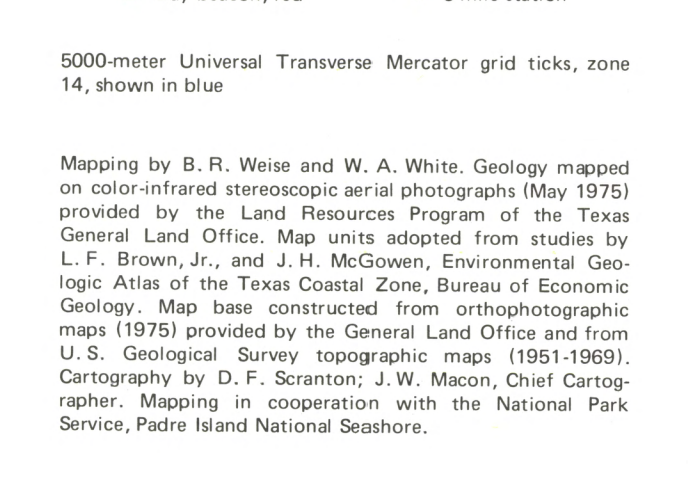 5000-meter Universal Transverse Mercator grid ticks, zone
14, shown in blue
Mapping by B. R. Weise and W. A. White. Geology mapped
on color-infrared stereoscopic aerial photographs (May 1975)
provided by the Land Resources Program of the Texas
General Land Office. Map units adopted from studies by
L. F. Brown, Jr., and J. H. McGowen, Environmental Geo-
logic Atlas of the Texas Coastal Zone, Bureau of Economic
Geology. Map base constructed from orthophotographic
maps (1975) provided by the General Land Office and from
U. S. Geological Survey topographic maps (1951-1969).
Cartography by D. F. Scranton; J. W. Macon, Chief Cartog-
rapher. Mapping in cooperation with the National Park
Service, Padre Island National Seashore.